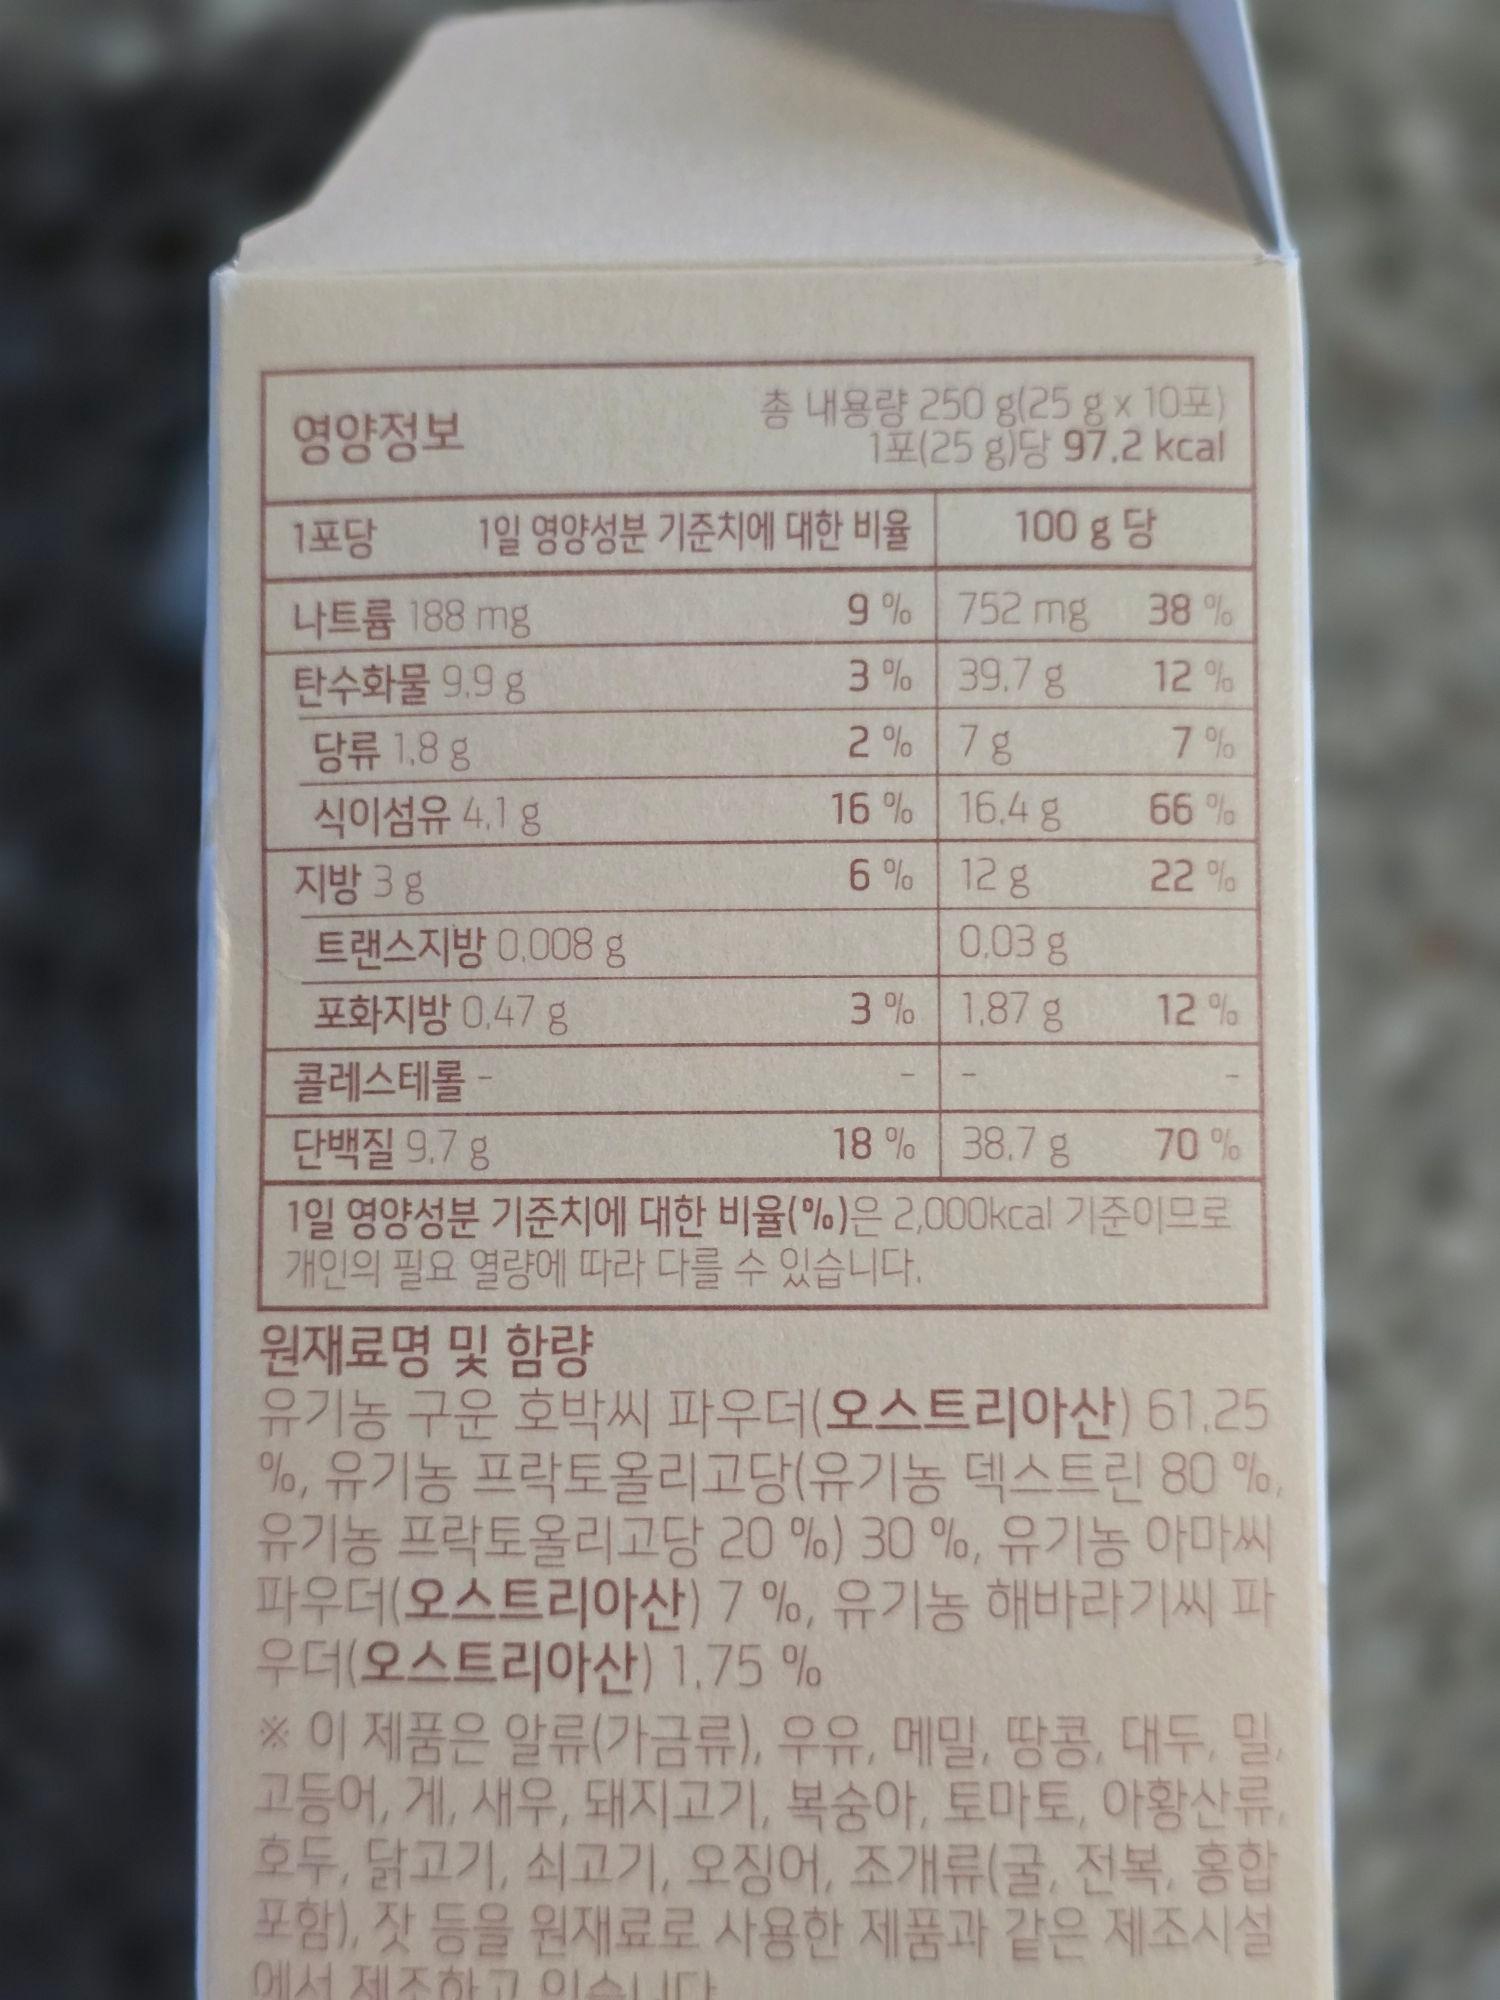 영양정보
총 내용량 250 g(25 g x 10포)
1포(25 g)당 97.2 kcal
1포당 1일 영양성분 기준치에 대한 비율 100 g 당
나트륨 188 mg 9 % 752 mg 38 %
탄수화물 9.9 g 3 % 39.7 g 12 %
당류 1.8 g 2 % 7 g 7 %
식이섬유 4.1 g 16 % 16.4 g 66 %
지방 3 g 6 % 12 g 22 %
트랜스지방 0.008 g 0.03 g
포화지방 0.47 g 3 % 1.87 g 12 %
콜레스테롤 - - - -
단백질 9.7 g 18 % 38.7 g 70 %
1일 영양성분 기준치에 대한 비율(%)은 2,000kcal 기준이므로
개인의 필요 열량에 따라 다를 수 있습니다.
원재료명 및 함량
유기농 구운 호박씨 파우더(오스트리아산) 61.25
%, 유기농 프락토올리고당(유기농 덱스트린 80 %,
유기농 프락토올리고당 20 %) 30 %, 유기농 아마씨
파우더(오스트리아산) 7 %, 유기농 해바라기씨 파
우더(오스트리아산) 1.75 %
※ 이 제품은 알류(가금류), 우유, 메밀, 땅콩, 대두, 밀,
고등어, 게, 새우, 돼지고기, 복숭아, 토마토, 아황산류,
호두, 닭고기, 쇠고기, 오징어, 조개류(굴, 전복, 홍합
포함), 잣 등을 원재료로 사용한 제품과 같은 제조시설
에서 제조하고 있습니다